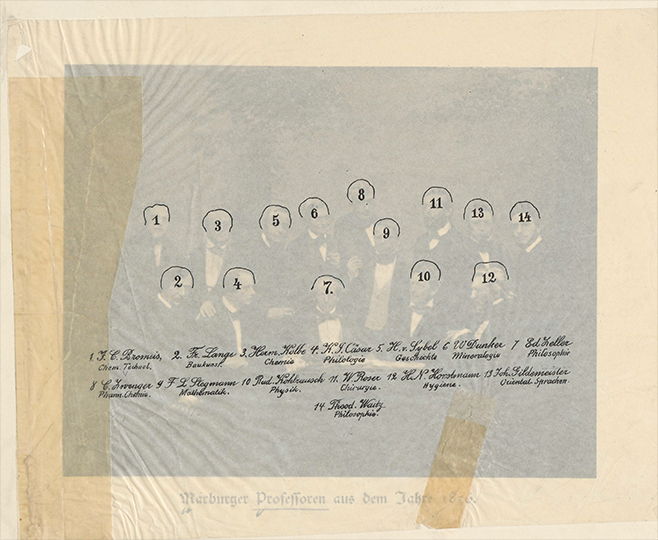 8
1 3 5 6 9 11 13 14
2 4 7. 10 12
1 J. C. Bromeis, 2. Fr. Lange 3. Herm. Kolbe 4. K. J. Cäsar 5. H. v. Sybel 6 W Dunker 7 Ed. Zeller
Chem. Technol. Baukunst. Chemie Philologie Geschichte Mineralogie Philosophie
8 C. Zwenger 9 F L Stegmann 10 Rud. Kohlrausch 11. W. Roser 12 H. N Horstmann 13 Joh. Gildemeister
Pharm. Chemie. Mathematik. Physik. Chirurgie. Hygiene. Oriental. Sprachen.
14 Theod. Waitz.
Philosophie.
Marburger Professoren aus dem Jahre